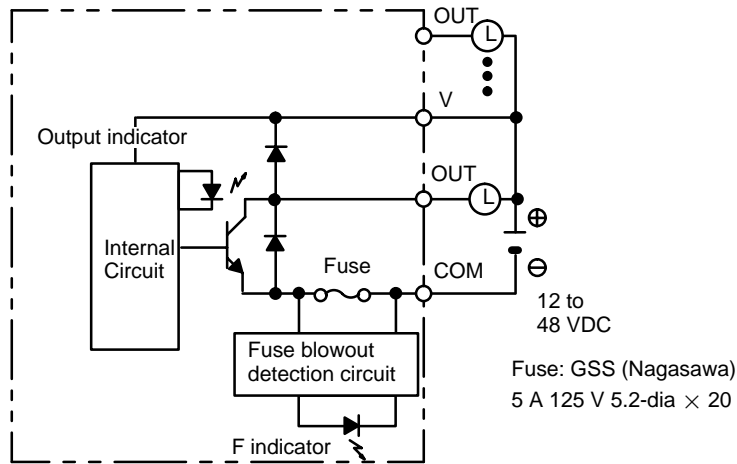 OUT
L
V
Output indicator
OUT
L
Internal
Circuit
Fuse
COM
⊕
⊖
12 to
48 VDC
Fuse blowout
detection circuit
F indicator
Fuse: GSS (Nagasawa)
5 A 125 V 5.2-dia × 20